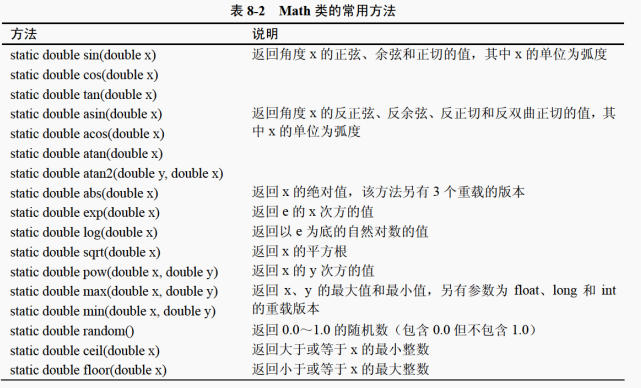 表 8-2 Math 类的常用方法
方法 说明
static double sin(double x) 返回角度 x 的正弦、余弦和正切的值，其中 x 的单位为弧度
static double cos(double x)
static double tan(double x)
static double asin(double x) 返回角度 x 的反正弦、反余弦、反正切和反双曲正切的值，其
static double acos(double x) 中 x 的单位为弧度
static double atan(double x)
static double atan2(double y, double x)
static double abs(double x) 返回 x 的绝对值，该方法另有 3 个重载的版本
static double exp(double x) 返回 e 的 x 次方的值
static double log(double x) 返回以 e 为底的自然对数的值
static double sqrt(double x) 返回 x 的平方根
static double pow(double x, double y) 返回 x 的 y 次方的值
static double max(double x, double y) 返回 x、y 的最大值和最小值，另有参数为 float、long 和 int
static double min(double x, double y) 的重载版本
static double random() 返回 0.0～1.0 的随机数（包含 0.0 但不包含 1.0）
static double ceil(double x) 返回大于或等于 x 的最小整数
static double floor(double x) 返回小于或等于 x 的最大整数